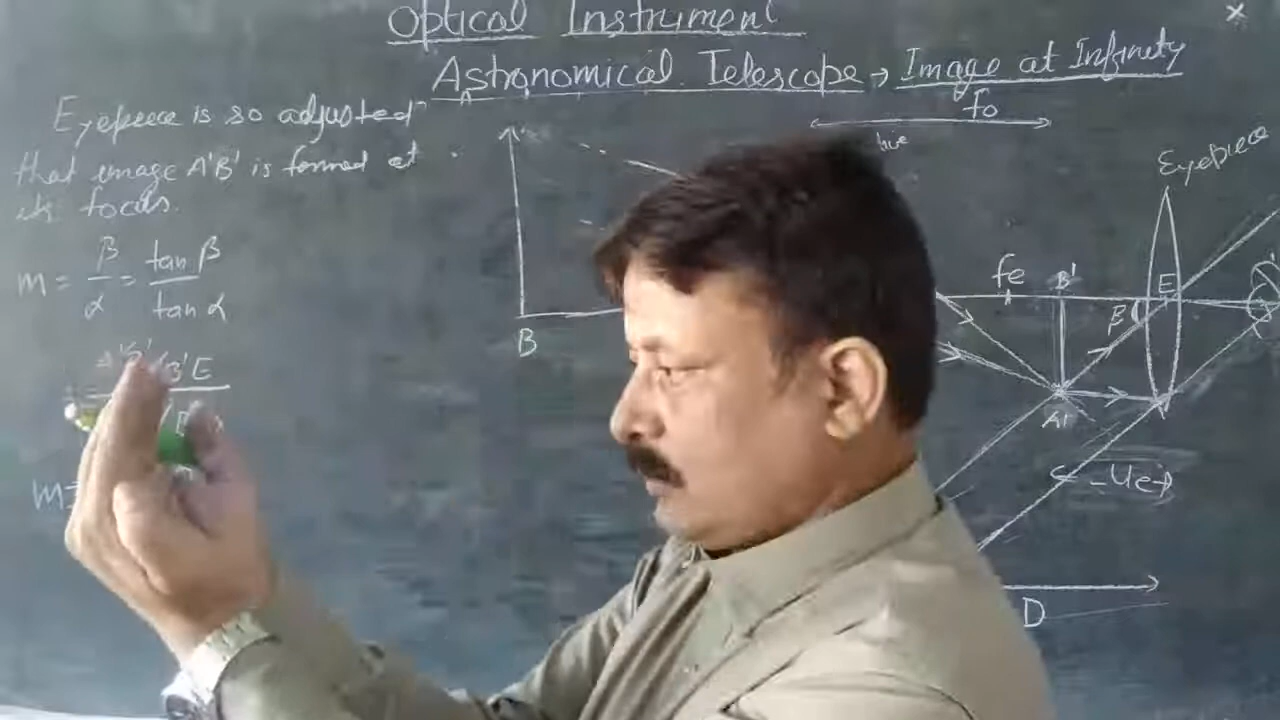 Optical Instrument
Astronomical Telescope → Image at Infinity
Eyepiece is so adjusted
that image A'B' is formed at
its focus.
m = β/α = tan β/tan α
B'E
m =
fo
Eyepiece
fe
B'
E
β
B
A'
-Ue
D